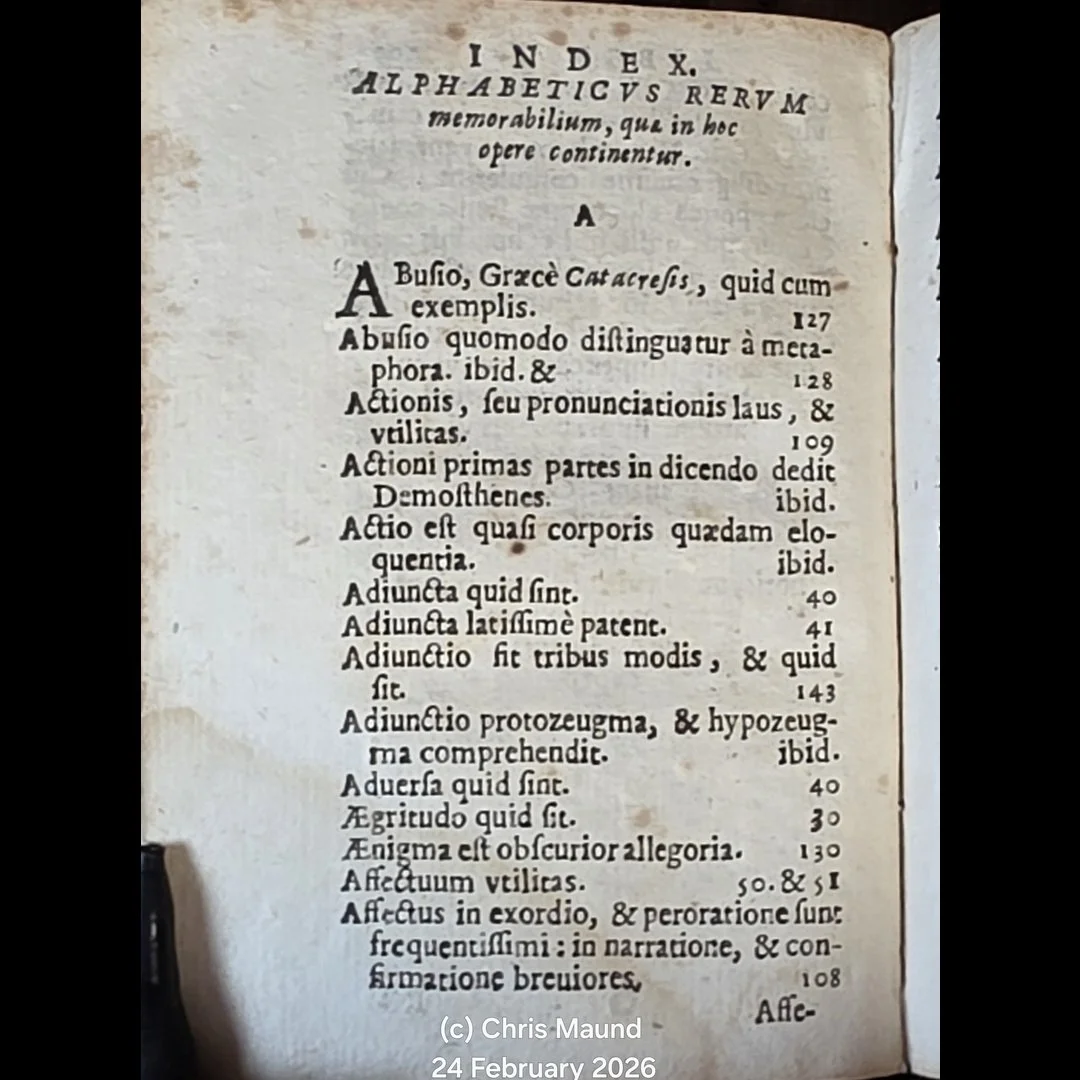 INDEX.
ALPHABETICVS RERVM
memorabilium, quæ in hoc
opere continentur.
A
ABuſio, Græcè Catacreſis, quid cum
exemplis. 127
Abuſio quomodo diſtinguatur à meta-
phora. ibid. & 128
Actionis, ſeu pronunciationis laus, &
vtilitas. 109
Actioni primas partes in dicendo dedit
Demoſthenes. ibid.
Actio eſt quaſi corporis quædam elo-
quentia. ibid.
Adiuncta quid ſint. 40
Adiuncta latiſſimè patent. 41
Adiunctio fit tribus modis, & quid
ſit. 143
Adiunctio protozeugma, & hypozeug-
ma comprehendit. ibid.
Aduerſa quid ſint. 40
Ægritudo quid ſit. 30
Ænigma eſt obſcurior allegoria. 130
Affectuum vtilitas. 50. & 51
Affectus in exordio, & peroratione ſunt
frequentiſſimi: in narratione, & con-
firmatione breuiores, 108
Affe-
(c) Chris Maund
24 February 2026